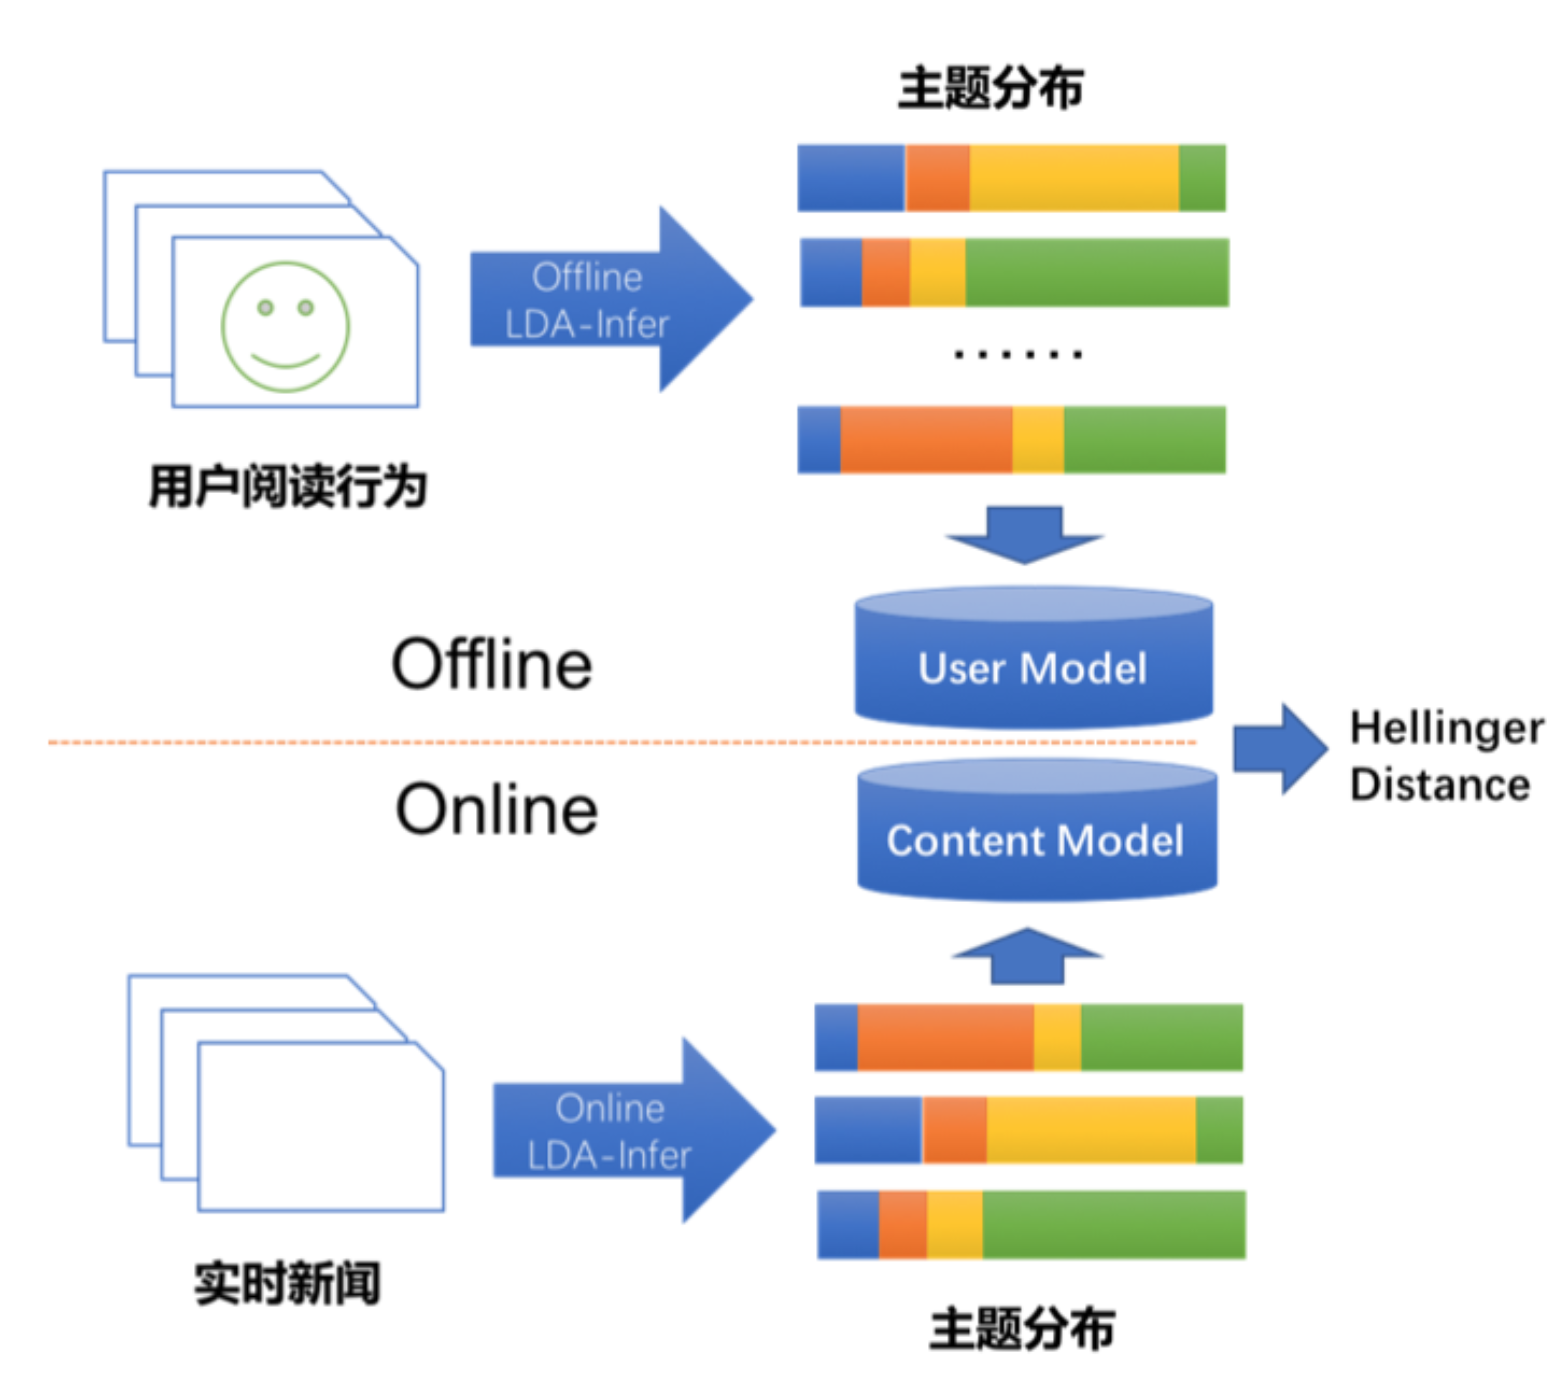 主题分布
Offline
LDA-Infer
······
用户阅读行为
Offline
User Model
Hellinger
Distance
Online
Content Model
Online
LDA-Infer
实时新闻
主题分布